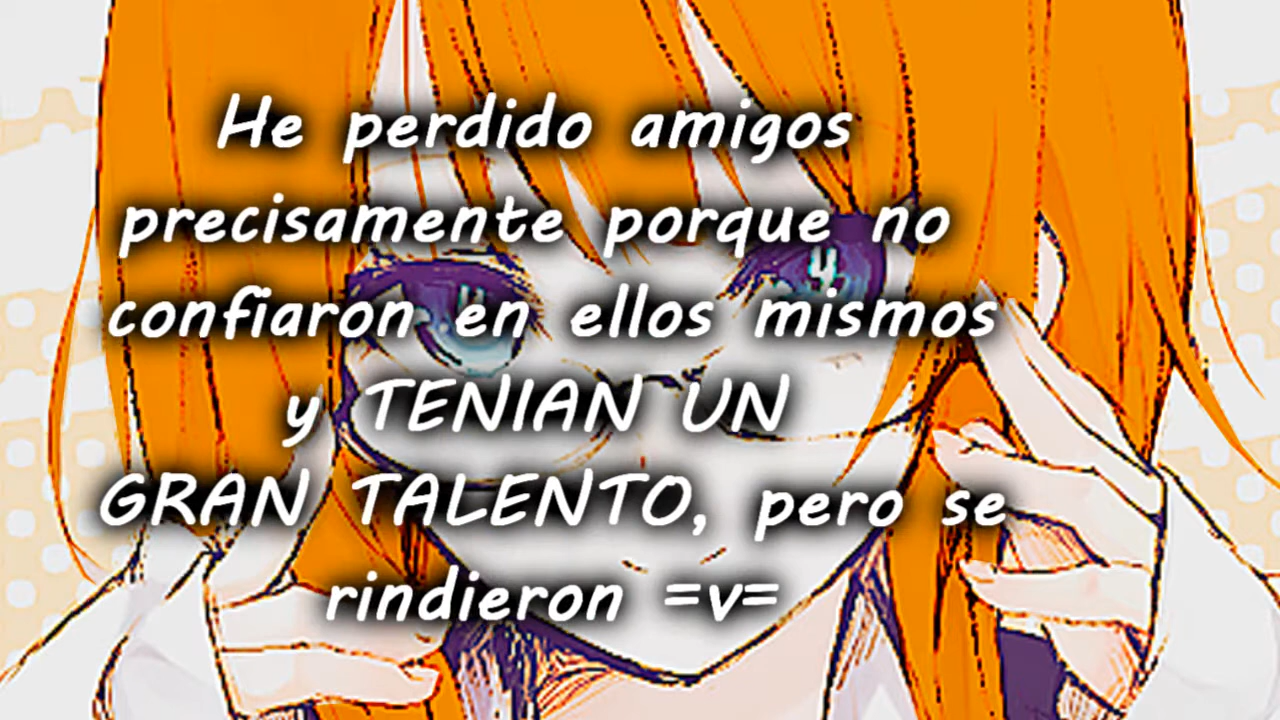 He perdido amigos
precisamente porque no
confiaron en ellos mismos
y TENIAN UN
GRAN TALENTO, pero se
rindieron =v=